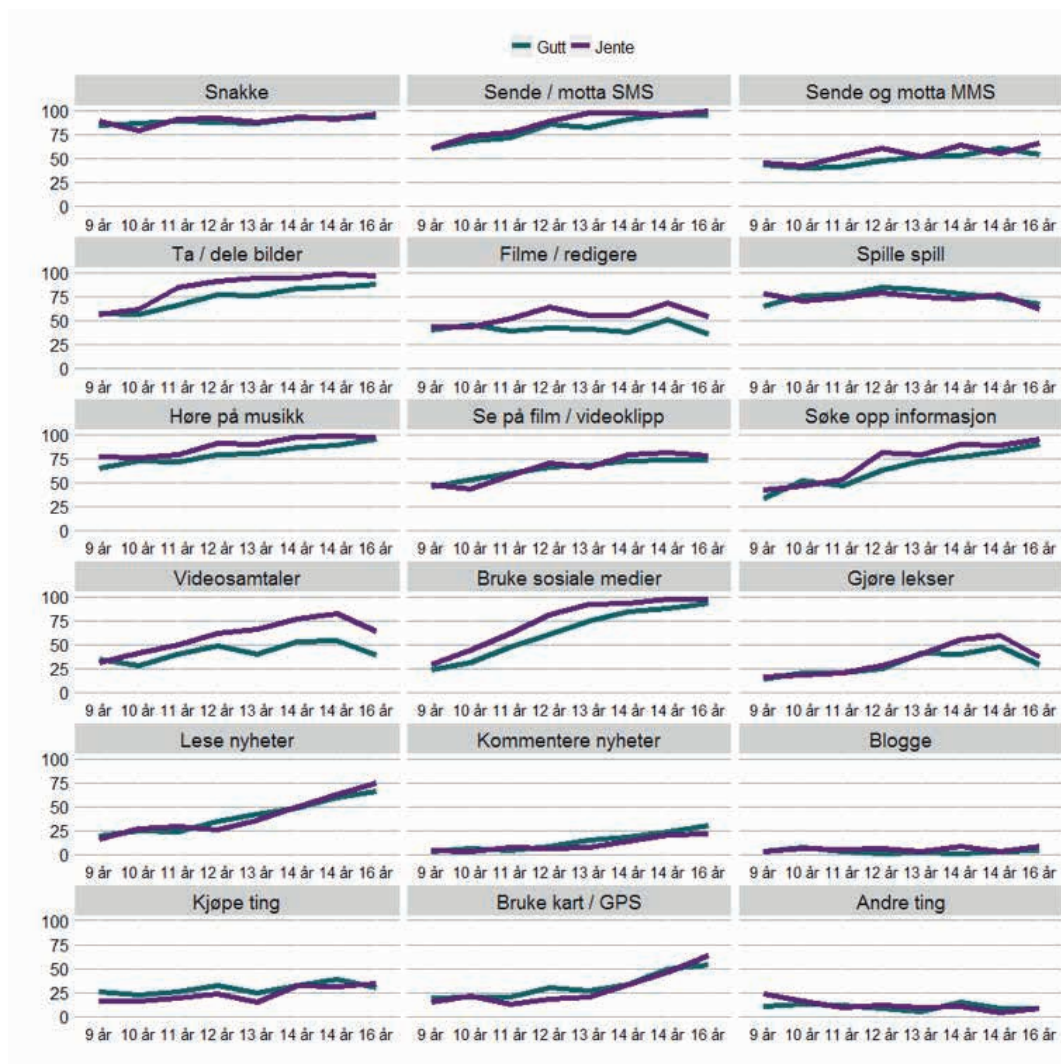 Gutt Jente
Snakke Sende / motta SMS Sende og motta MMS
100
75
50
25
0
9 år 10 år 11 år 12 år 13 år 14 år 14 år 16 år 9 år 10 år 11 år 12 år 13 år 14 år 14 år 16 år 9 år 10 år 11 år 12 år 13 år 14 år 14 år 16 år
Ta / dele bilder Filme / redigere Spille spill
100
75
50
25
0
9 år 10 år 11 år 12 år 13 år 14 år 14 år 16 år 9 år 10 år 11 år 12 år 13 år 14 år 14 år 16 år 9 år 10 år 11 år 12 år 13 år 14 år 14 år 16 år
Høre på musikk Se på film / videoklipp Søke opp informasjon
100
75
50
25
0
9 år 10 år 11 år 12 år 13 år 14 år 14 år 16 år 9 år 10 år 11 år 12 år 13 år 14 år 14 år 16 år 9 år 10 år 11 år 12 år 13 år 14 år 14 år 16 år
Videosamtaler Bruke sosiale medier Gjøre lekser
100
75
50
25
0
9 år 10 år 11 år 12 år 13 år 14 år 14 år 16 år 9 år 10 år 11 år 12 år 13 år 14 år 14 år 16 år 9 år 10 år 11 år 12 år 13 år 14 år 14 år 16 år
Lese nyheter Kommentere nyheter Blogge
100
75
50
25
0
9 år 10 år 11 år 12 år 13 år 14 år 14 år 16 år 9 år 10 år 11 år 12 år 13 år 14 år 14 år 16 år 9 år 10 år 11 år 12 år 13 år 14 år 14 år 16 år
Kjøpe ting Bruke kart / GPS Andre ting
100
75
50
25
0
9 år 10 år 11 år 12 år 13 år 14 år 14 år 16 år 9 år 10 år 11 år 12 år 13 år 14 år 14 år 16 år 9 år 10 år 11 år 12 år 13 år 14 år 14 år 16 år